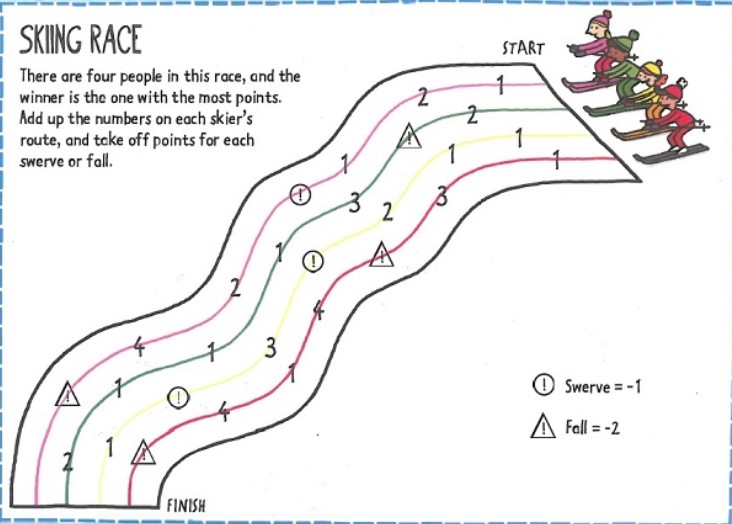 SKIING RACE
There are four people in this race, and the
winner is the one with the most points.
Add up the numbers on each skier's
route, and take off points for each
swerve or fall.
START
1
2
2
1
1
1
1
3
3
2
1
2
4
4
1
3
1
1
4
1
2
! Swerve = -1
! Fall = -2
FINISH